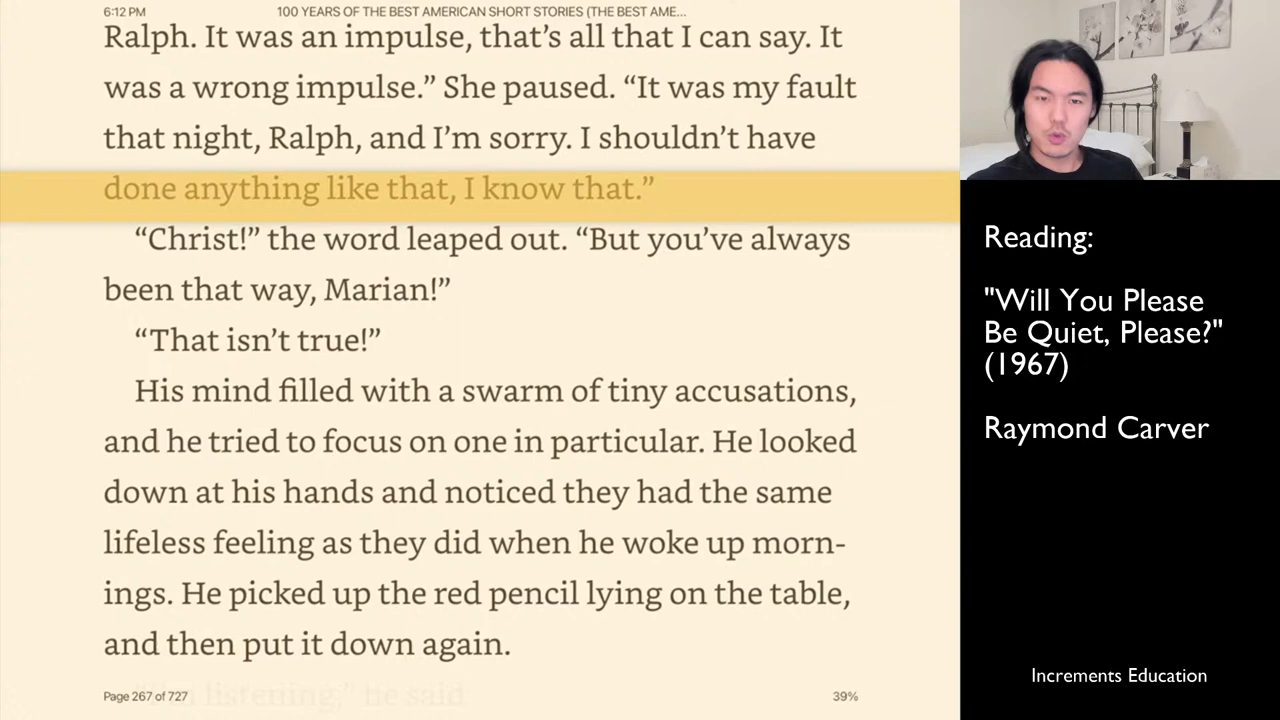 6:12 PM
100 YEARS OF THE BEST AMERICAN SHORT STORIES (THE BEST AME...
Ralph. It was an impulse, that’s all that I can say. It
was a wrong impulse.” She paused. “It was my fault
that night, Ralph, and I’m sorry. I shouldn’t have
done anything like that, I know that.”
“Christ!” the word leaped out. “But you’ve always
been that way, Marian!”
“That isn’t true!”
His mind filled with a swarm of tiny accusations,
and he tried to focus on one in particular. He looked
down at his hands and noticed they had the same
lifeless feeling as they did when he woke up morn-
ings. He picked up the red pencil lying on the table,
and then put it down again.
“I’m listening,” he said
Page 267 of 727
39%
Reading:
"Will You Please
Be Quiet, Please?"
(1967)
Raymond Carver
Increments Education